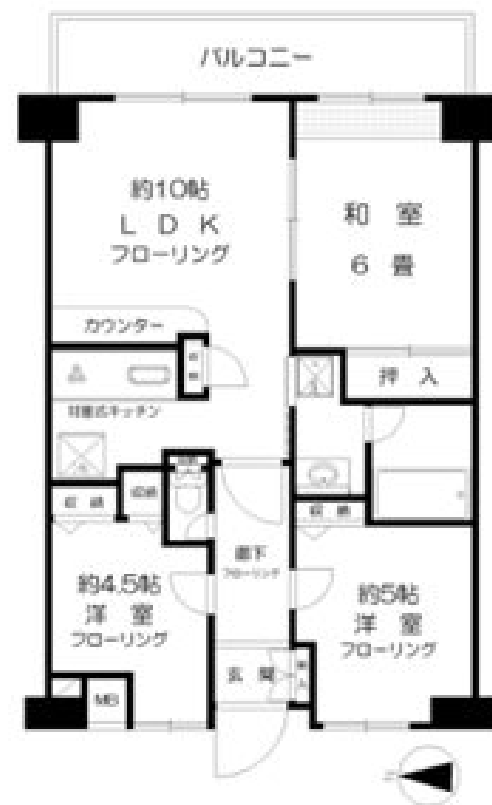 バルコニー
約10帖
LDK
フローリング
和室
6畳
カウンター
押入
対面式キッチン
収納
収納
収納
廊下
フローリング
約4.5帖
洋室
フローリング
約5帖
洋室
フローリング
玄関
MB